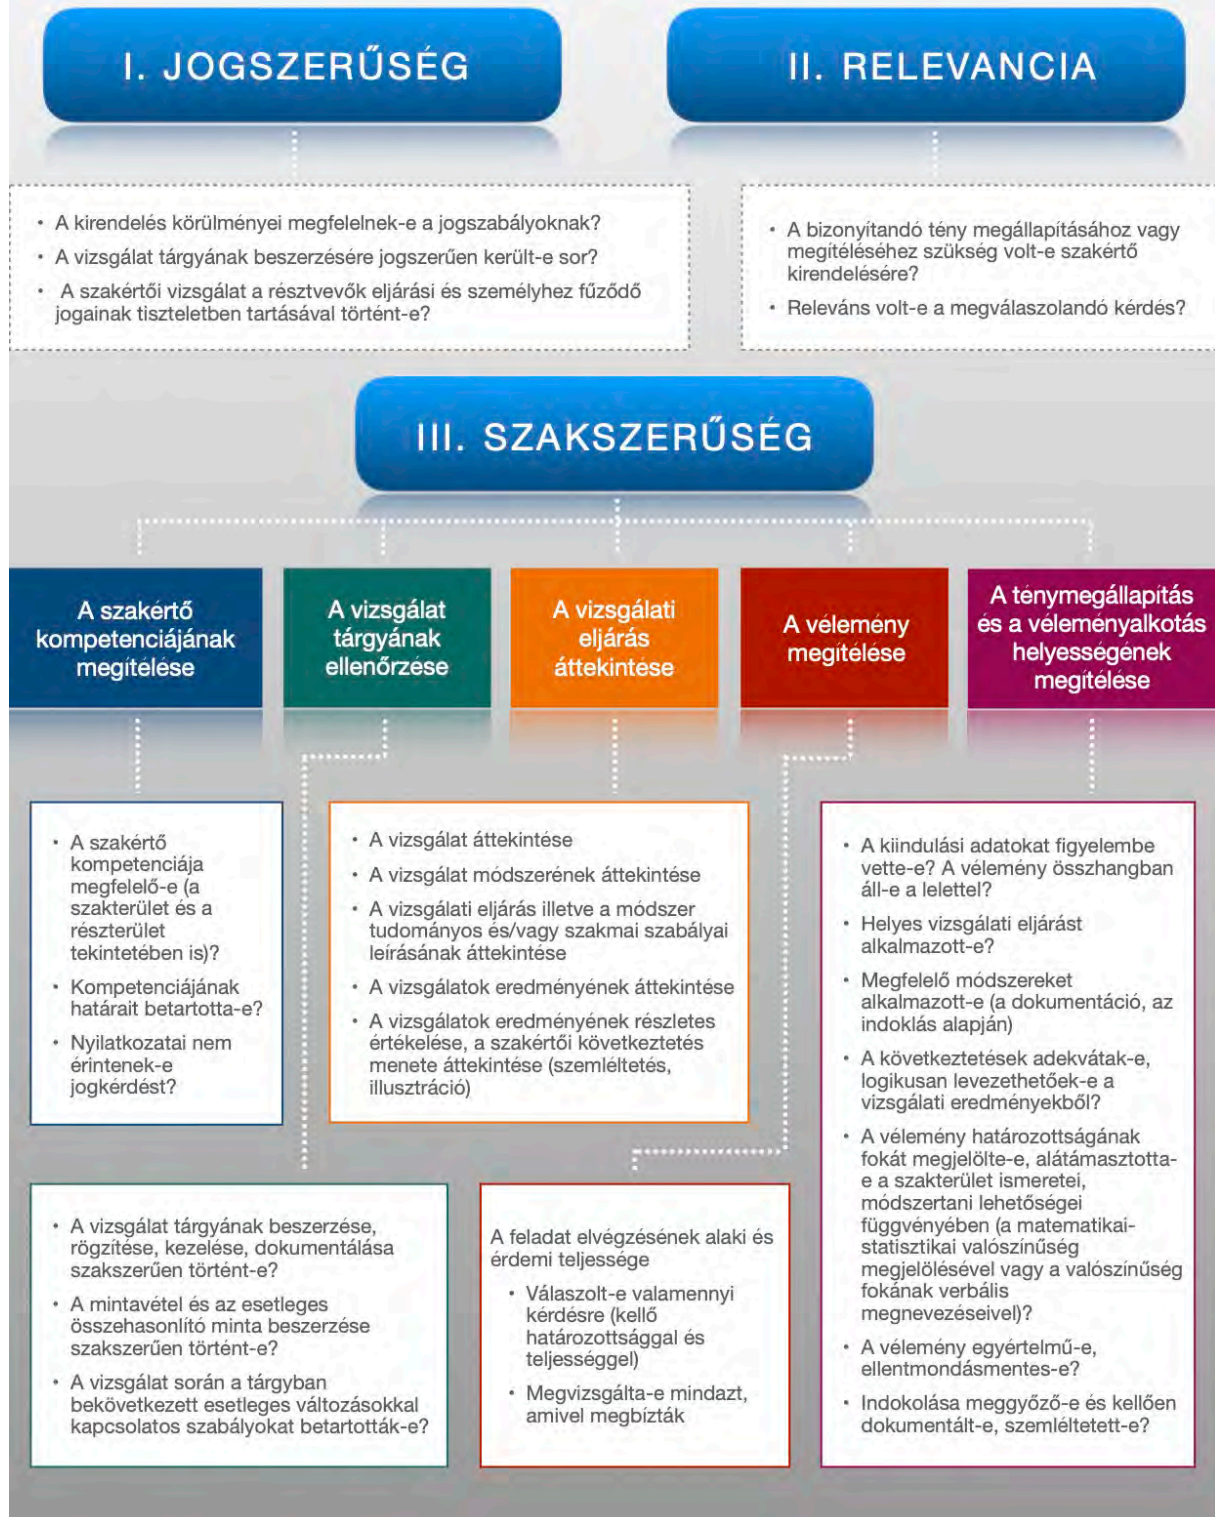 I. JOGSZERŰSÉG
II. RELEVANCIA
• A kirendelés körülményei megfelelnek-e a jogszabályoknak?
• A vizsgálat tárgyának beszerzésére jogszerűen került-e sor?
• A szakértői vizsgálat a résztvevők eljárási és személyhez fűződő
jogainak tiszteletben tartásával történt-e?
• A bizonyítandó tény megállapításához vagy
megítéléséhez szükség volt-e szakértő
kirendelésére?
• Releváns volt-e a megválaszolandó kérdés?
III. SZAKSZERŰSÉG
A szakértő
kompetenciájának
megítélése
A vizsgálat
tárgyának
ellenőrzése
A vizsgálati
eljárás
áttekintése
A vélemény
megítélése
A ténymegállapítás
és a véleményalkotás
helyességének
megítélése
• A szakértő
kompetenciája
megfelelő-e (a
szakterület és a
részterület
tekintetében is)?
• Kompetenciájának
határait betartotta-e?
• Nyilatkozatai nem
érintenek-e
jogkérdést?
• A vizsgálat áttekintése
• A vizsgálat módszerének áttekintése
• A vizsgálati eljárás illetve a módszer
tudományos és/vagy szakmai szabályai
leírásának áttekintése
• A vizsgálatok eredményének áttekintése
• A vizsgálatok eredményének részletes
értékelése, a szakértői következtetés
menete áttekintése (szemléltetés,
illusztráció)
• A kiindulási adatokat figyelembe
vette-e? A vélemény összhangban
áll-e a lelettel?
• Helyes vizsgálati eljárást
alkalmazott-e?
• Megfelelő módszereket
alkalmazott-e (a dokumentáció, az
indoklás alapján)
• A következtetések adekvátak-e,
logikusan levezethetőek-e a
vizsgálati eredményekből?
• A vélemény határozottságának
fokát megjelölte-e, alátámasztotta-
e a szakterület ismeretei,
módszertani lehetőségei
függvényében (a matematikai-
statisztikai valószínűség
megjelölésével vagy a valószínűség
fokának verbális
megnevezéseivel)?
• A vélemény egyértelmű-e,
ellentmondásmentes-e?
• Indokolása meggyőző-e és kellően
dokumentált-e, szemléltetett-e?
• A vizsgálat tárgyának beszerzése,
rögzítése, kezelése, dokumentálása
szakszerűen történt-e?
• A mintavétel és az esetleges
összehasonlító minta beszerzése
szakszerűen történt-e?
• A vizsgálat során a tárgyban
bekövetkezett esetleges változásokkal
kapcsolatos szabályokat betartották-e?
A feladat elvégzésének alaki és
érdemi teljessége
• Válaszolt-e valamennyi
kérdésre (kellő
határozottsággal és
teljességgel)
• Megvizsgálta-e mindazt,
amivel megbízták